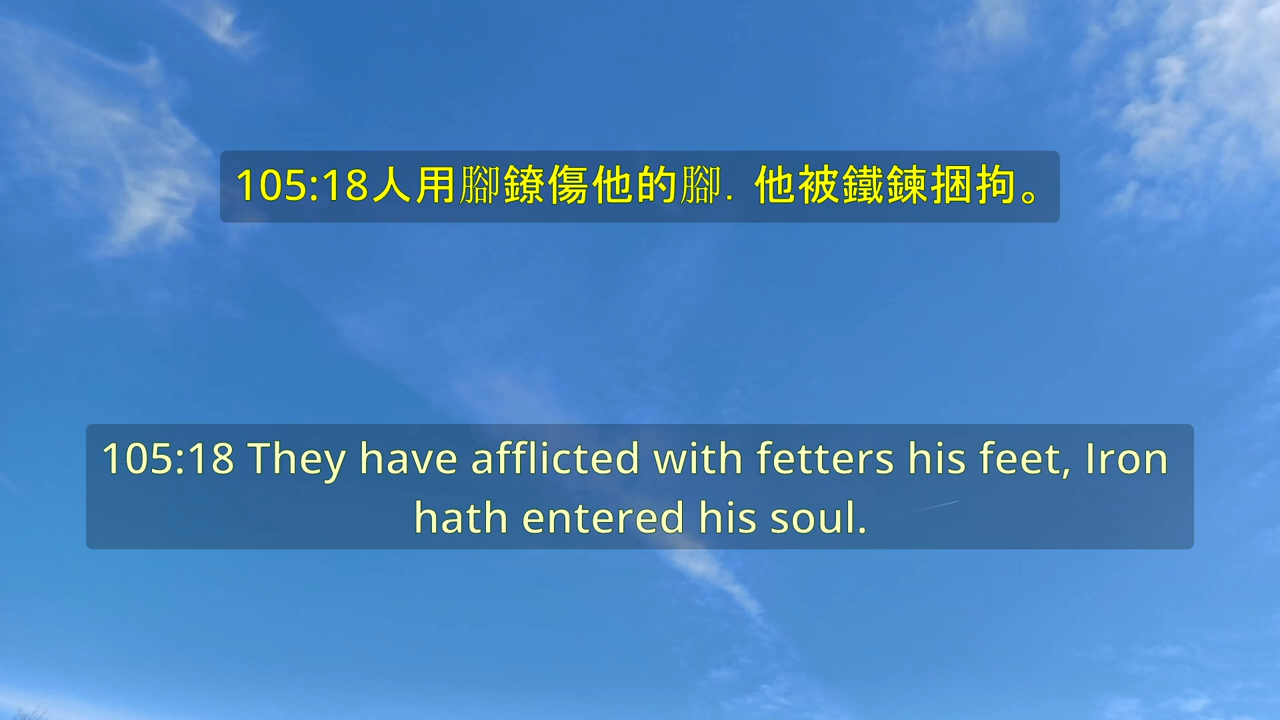 105:18人用腳鐐傷他的腳．他被鐵鍊捆拘。
105:18 They have afflicted with fetters his feet, Iron
hath entered his soul.